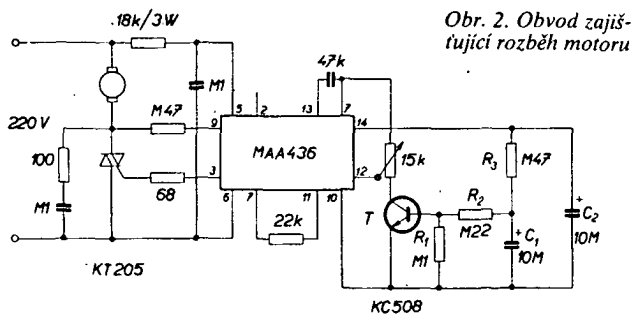 Obr. 2. Obvod zajiš-
ťující rozběh motoru
.18k/3W
47k
M1
5
2
13
7
14
9
M47
220V
MAA436
15k
R3
M47
12
100
3
68
6
7
11
10
T
R2
M22
+
C2
10M
M1
22k
R1
M1
+
C1
10M
KT205
KC508